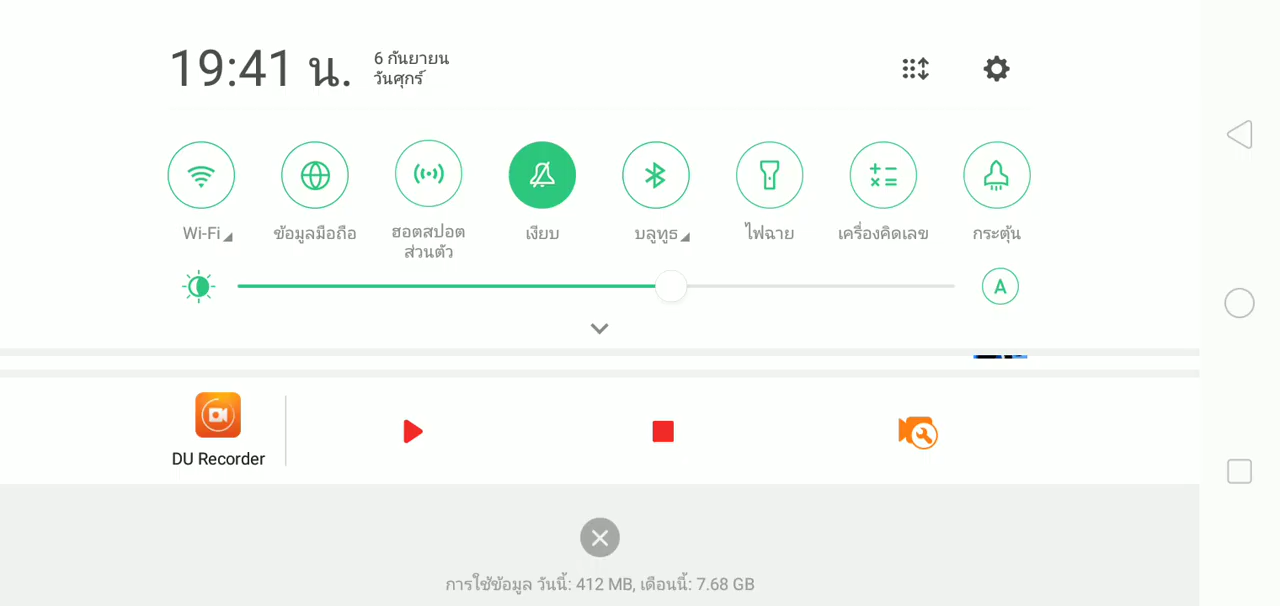 19:41 น.
6 กันยายน
วันศุกร์
Wi-Fi
ข้อมูลมือถือ
ฮอตสปอต
ส่วนตัว
เงียบ
บลูทูธ
ไฟฉาย
เครื่องคิดเลข
กระตุ้น
A
DU Recorder
การใช้ข้อมูล วันนี้: 412 MB, เดือนนี้: 7.68 GB